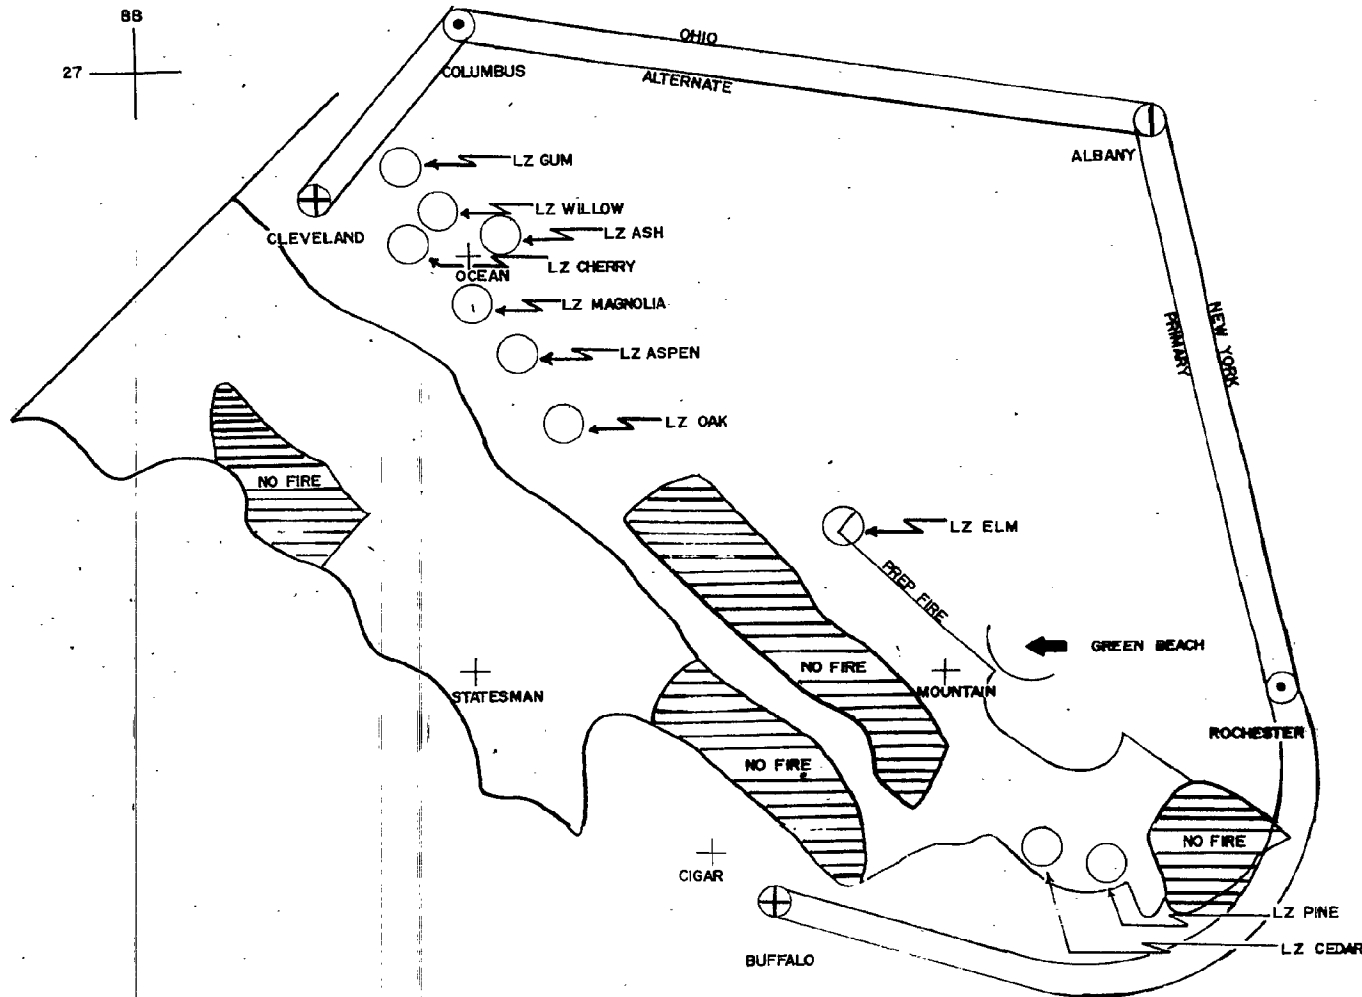 88
27
COLUMBUS
OHIO
ALTERNATE
ALBANY
LZ GUM
LZ WILLOW
LZ ASH
CLEVELAND
LZ CHERRY
OCEAN
LZ MAGNOLIA
NEW YORK
PRIMARY
LZ ASPEN
LZ OAK
NO FIRE
LZ ELM
PREP FIRE
GREEN BEACH
NO FIRE
MOUNTAIN
STATESMAN
ROCHESTER
NO FIRE
NO FIRE
CIGAR
LZ PINE
LZ CEDAR
BUFFALO